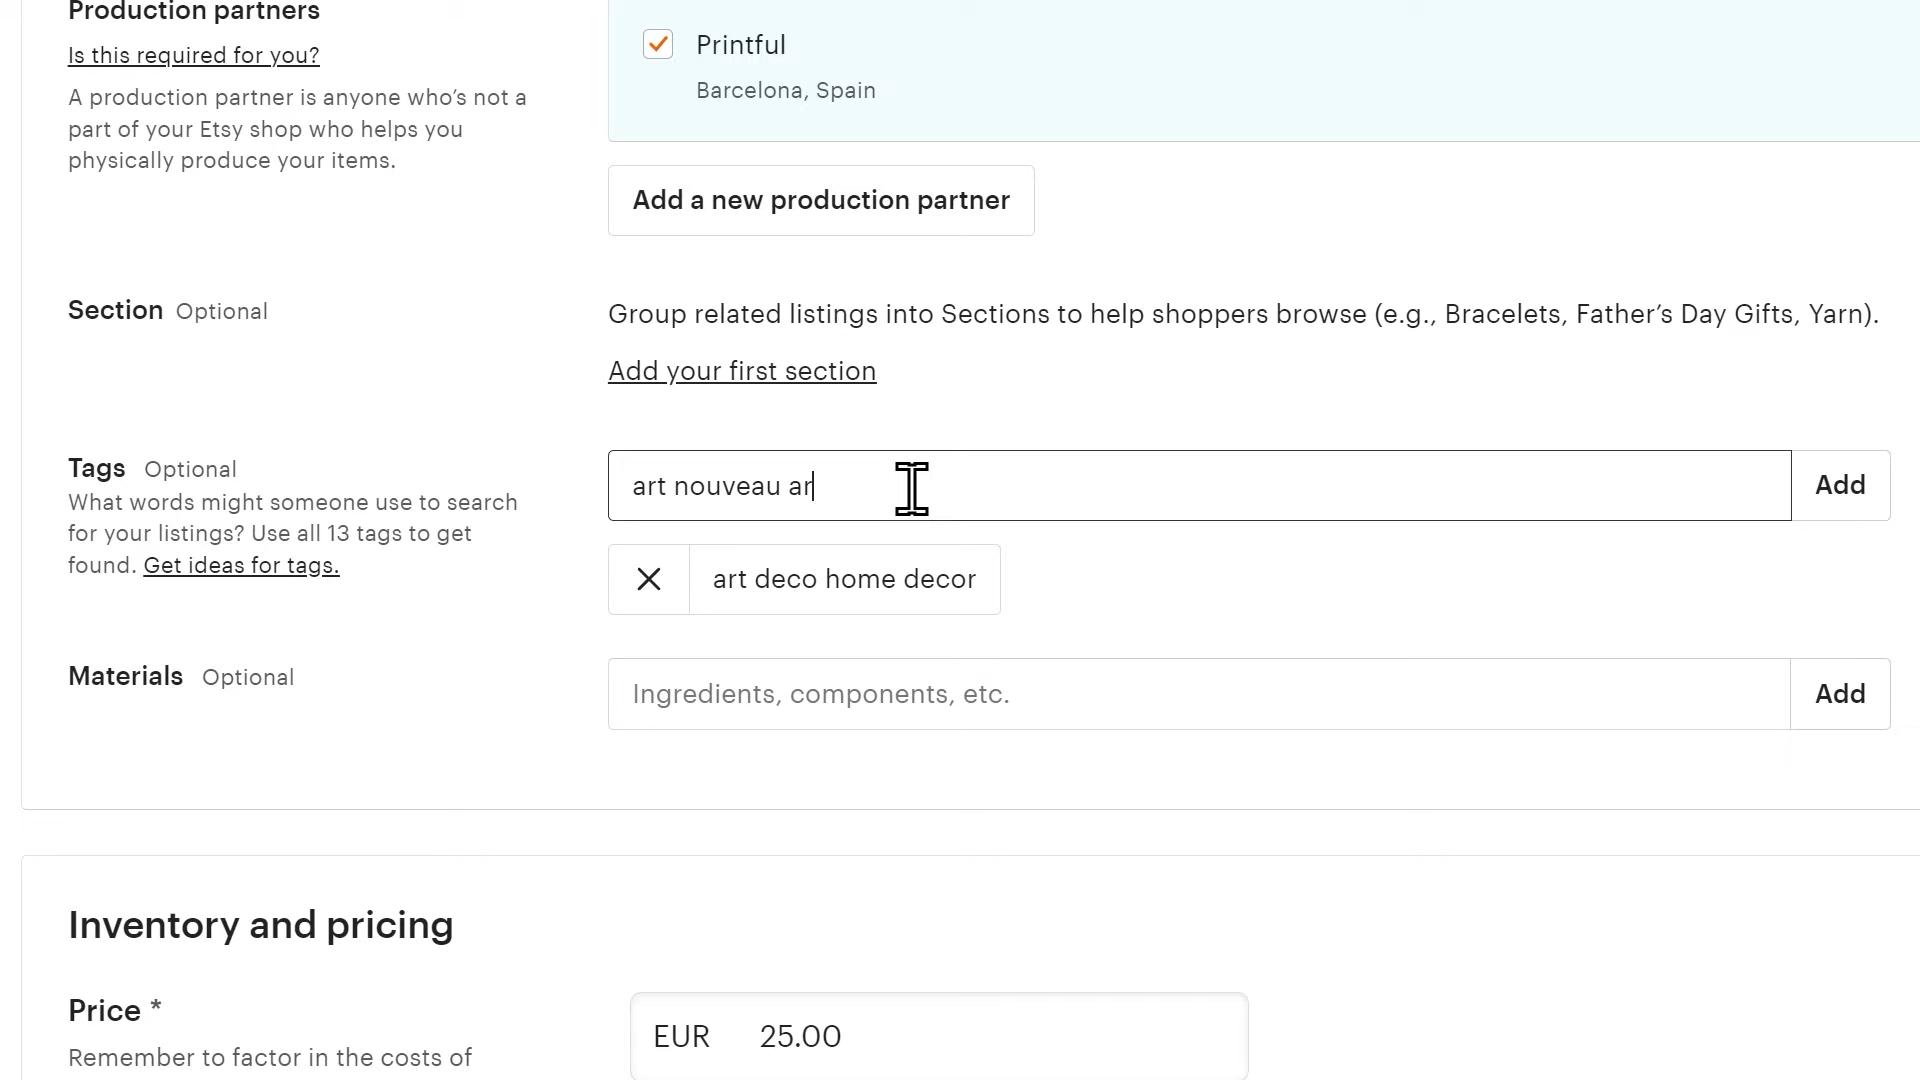 Production partners
Is this required for you?
A production partner is anyone who’s not a
part of your Etsy shop who helps you
physically produce your items.
Printful
Barcelona, Spain
Add a new production partner
Section Optional
Group related listings into Sections to help shoppers browse (e.g., Bracelets, Father’s Day Gifts, Yarn).
Add your first section
Tags Optional
What words might someone use to search
for your listings? Use all 13 tags to get
found. Get ideas for tags.
art nouveau ar
Add
art deco home decor
Materials Optional
Ingredients, components, etc.
Add
Inventory and pricing
Price *
Remember to factor in the costs of
EUR 25.00